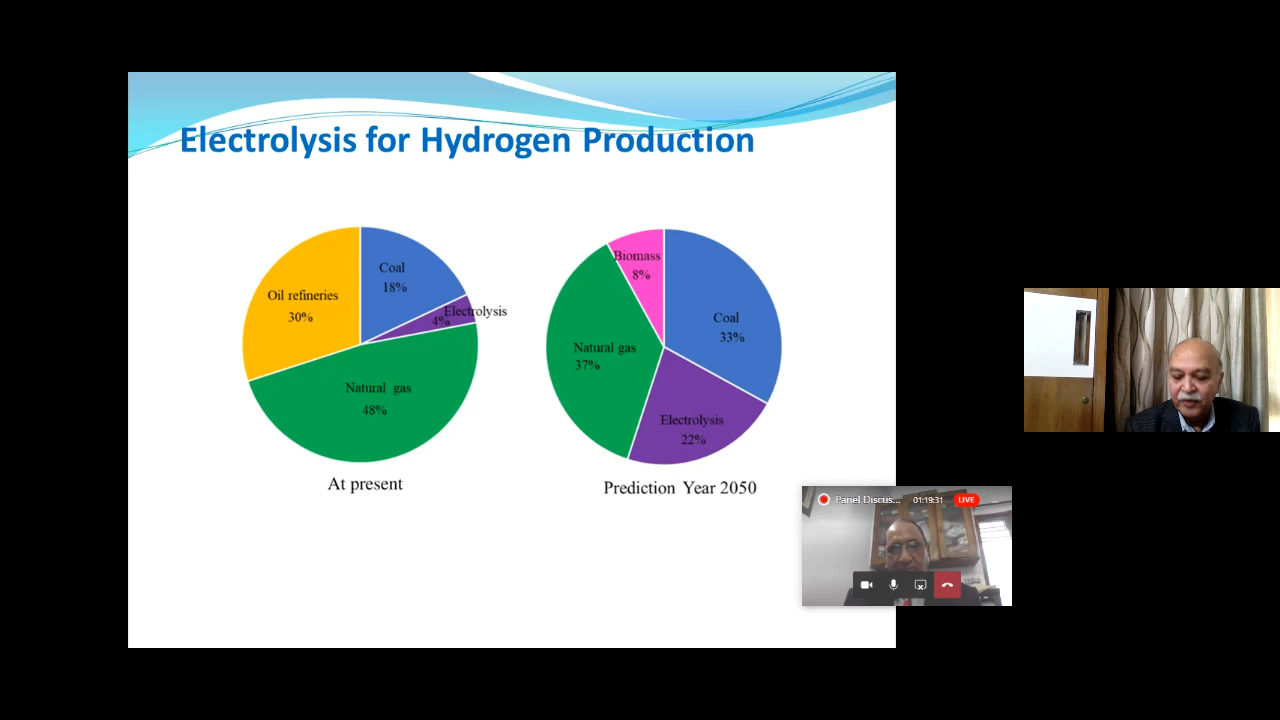 Electrolysis for Hydrogen Production
Coal
18%
Electrolysis
4%
Natural gas
48%
Oil refineries
30%
At present
Biomass
8%
Coal
33%
Electrolysis
22%
Natural gas
37%
Prediction Year 2050
Panel Discus... 01:19:31 LIVE